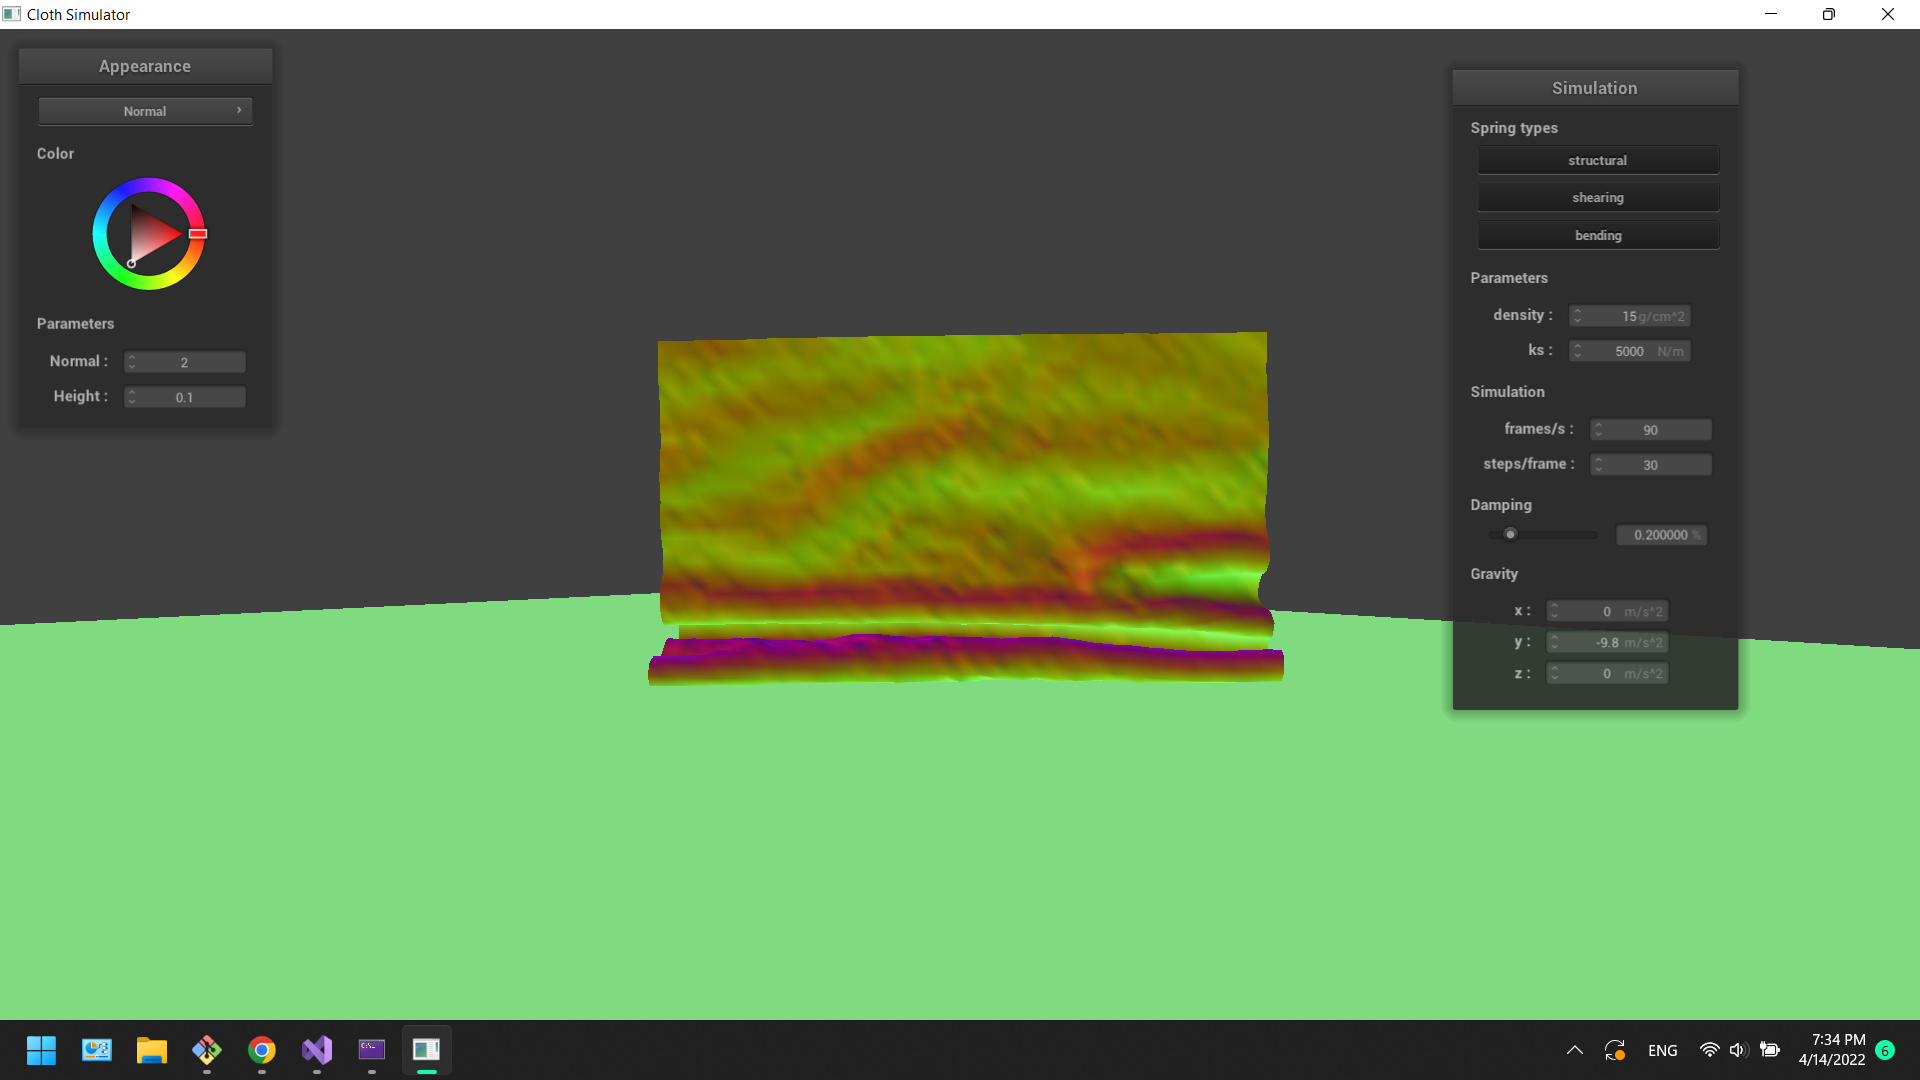 Cloth Simulator
Appearance
Normal
Color
Parameters
Normal : 2
Height : 0.1
Simulation
Spring types
structural
shearing
bending
Parameters
density : 15 g/cm^2
ks : 5000 N/m
Simulation
frames/s : 90
steps/frame : 30
Damping
0.200000 %
Gravity
x : 0 m/s^2
y : -9.8 m/s^2
z : 0 m/s^2
ENG
7:34 PM
4/14/2022
6